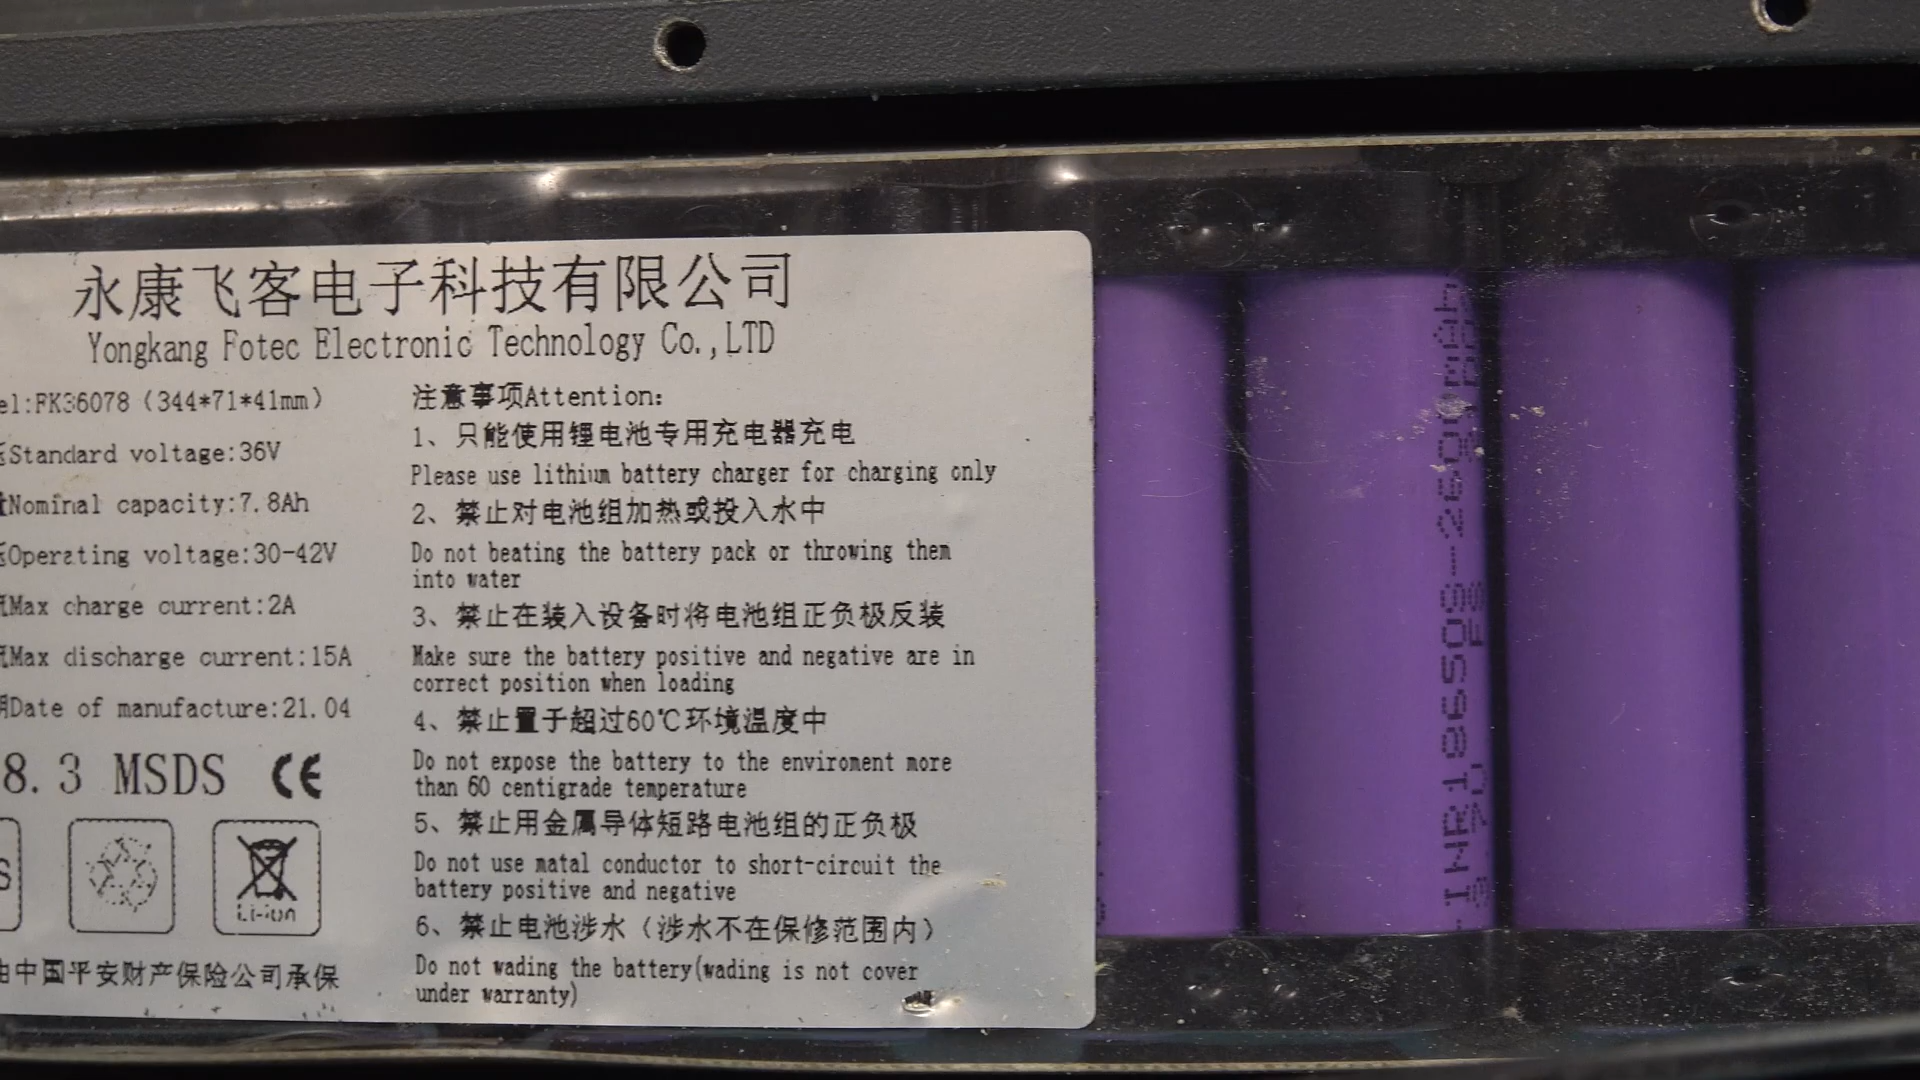 永康飞客电子科技有限公司
Yongkang Fotec Electronic Technology Co.,LTD
el:FK36078（344*71*41mm）
Standard voltage:36V
Nominal capacity:7.8Ah
Operating voltage:30-42V
Max charge current:2A
Max discharge current:15A
Date of manufacture:21.04
8.3 MSDS CE
S
Li-ion
由中国平安财产保险公司承保
注意事项Attention:
1、只能使用锂电池专用充电器充电
Please use lithium battery charger for charging only
2、禁止对电池组加热或投入水中
Do not beating the battery pack or throwing them
into water
3、禁止在装入设备时将电池组正负极反装
Make sure the battery positive and negative are in
correct position when loading
4、禁止置于超过60℃环境温度中
Do not expose the battery to the enviroment more
than 60 centigrade temperature
5、禁止用金属导体短路电池组的正负极
Do not use matal conductor to short-circuit the
battery positive and negative
6、禁止电池涉水（涉水不在保修范围内）
Do not wading the battery(wading is not cover
under warranty)
INR18650S-2600mAh